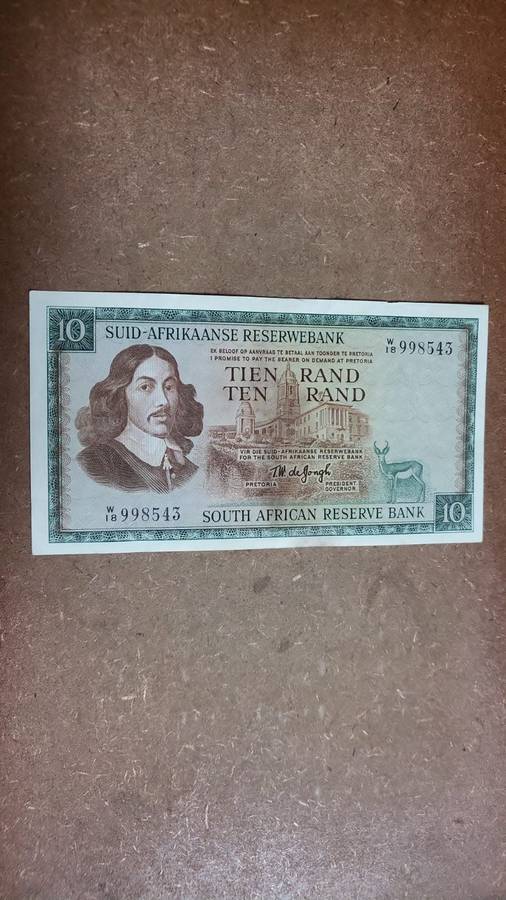 10
SUID-AFRIKAANSE RESERWEBANK
W/18 998543
EK BELOOF OP AANVRAAG TE BETAAL AAN TOONDER TE PRETORIA
I PROMISE TO PAY THE BEARER ON DEMAND AT PRETORIA
TIEN RAND
TEN RAND
VIR DIE SUID-AFRIKAANSE RESERWEBANK
FOR THE SOUTH AFRICAN RESERVE BANK
T.W. de Jongh
PRETORIA
PRESIDENT
GOVERNOR
W/18 998543
SOUTH AFRICAN RESERVE BANK
10